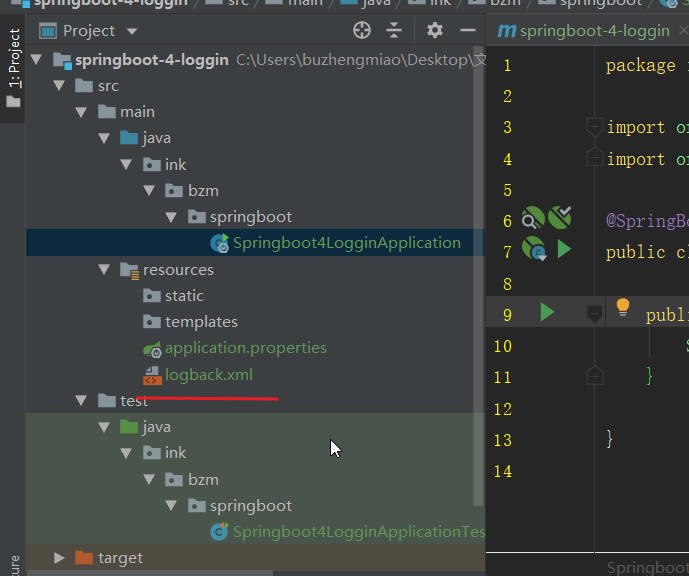 springboot-4-loggin src main java ink bzm springboot
Project
springboot-4-loggin
1: Project
springboot-4-loggin C:\Users\buzhengmiao\Desktop\文
src
main
java
ink
bzm
springboot
Springboot4LogginApplication
resources
static
templates
application.properties
logback.xml
test
java
ink
bzm
springboot
Springboot4LogginApplicationTes
target
1 package
2
3 import or
4 import or
5
6 @SpringBo
7 public cl
8
9 publi
10 S
11 }
12
13 }
14
Springboot